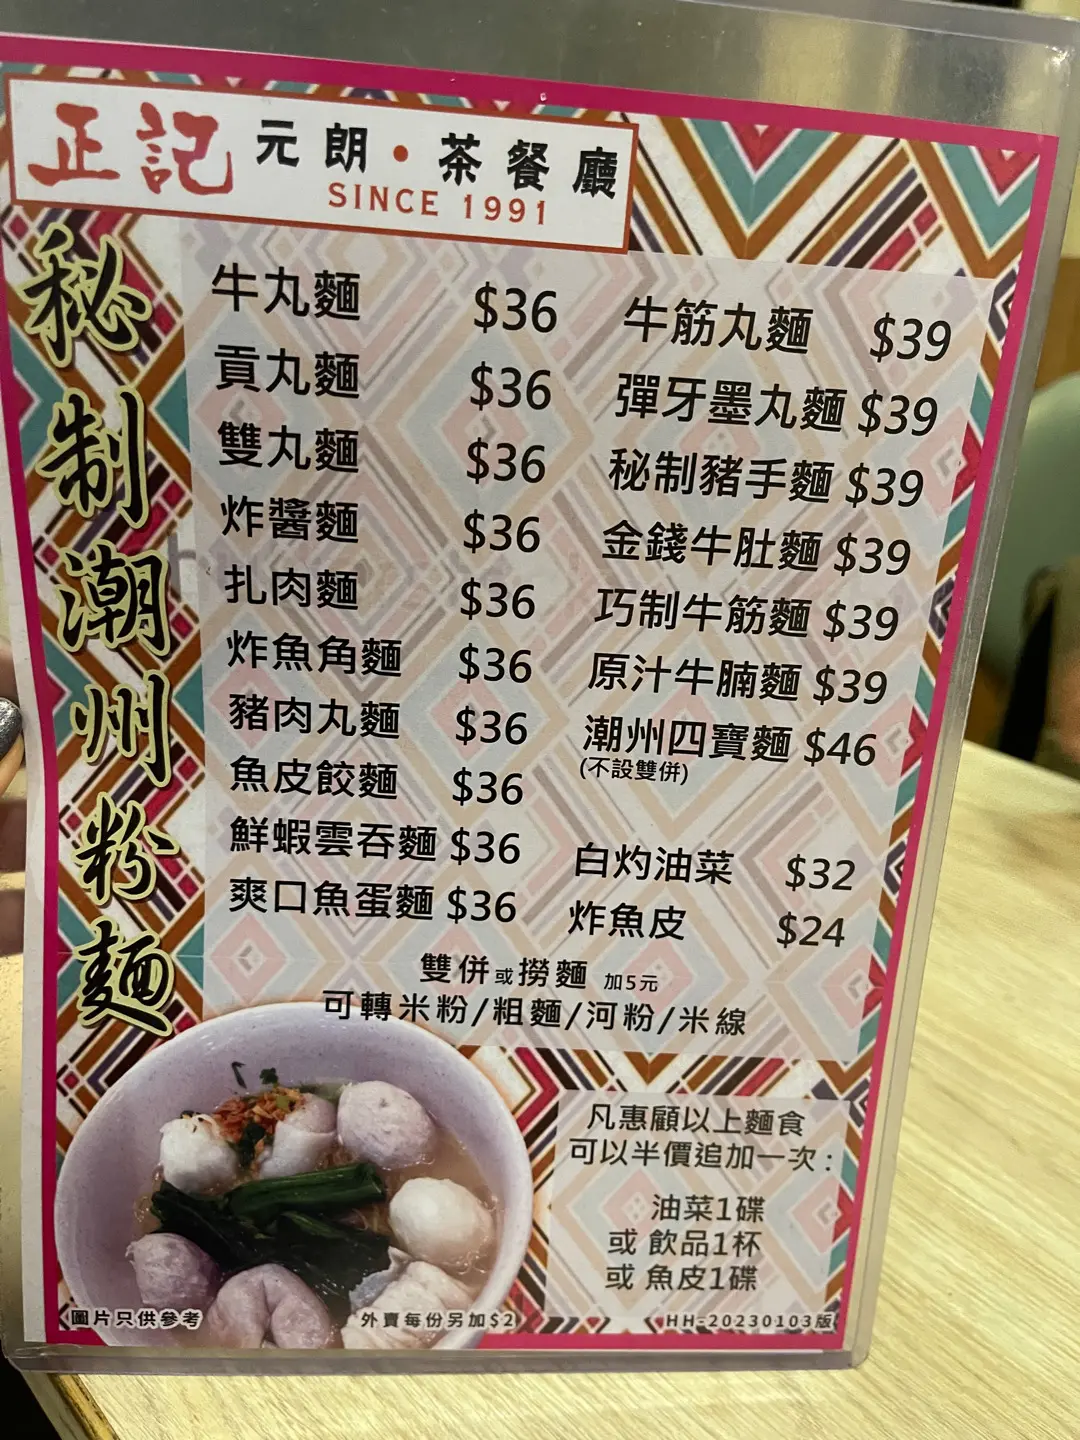 正記 元朗・茶餐廳
SINCE 1991
秘制潮州粉麵
牛丸麵 $36
貢丸麵 $36
雙丸麵 $36
炸醬麵 $36
扎肉麵 $36
炸魚角麵 $36
豬肉丸麵 $36
魚皮餃麵 $36
鮮蝦雲吞麵 $36
爽口魚蛋麵 $36
牛筋丸麵 $39
彈牙墨丸麵 $39
秘制豬手麵 $39
金錢牛肚麵 $39
巧制牛筋麵 $39
原汁牛腩麵 $39
潮州四寶麵 $46
(不設雙併)
白灼油菜 $32
炸魚皮 $24
雙併或撈麵 加5元
可轉米粉/粗麵/河粉/米線
凡惠顧以上麵食
可以半價追加一次：
油菜1碟
或 飲品1杯
或 魚皮1碟
圖片只供參考
外賣每份另加$2
HH-20230103版